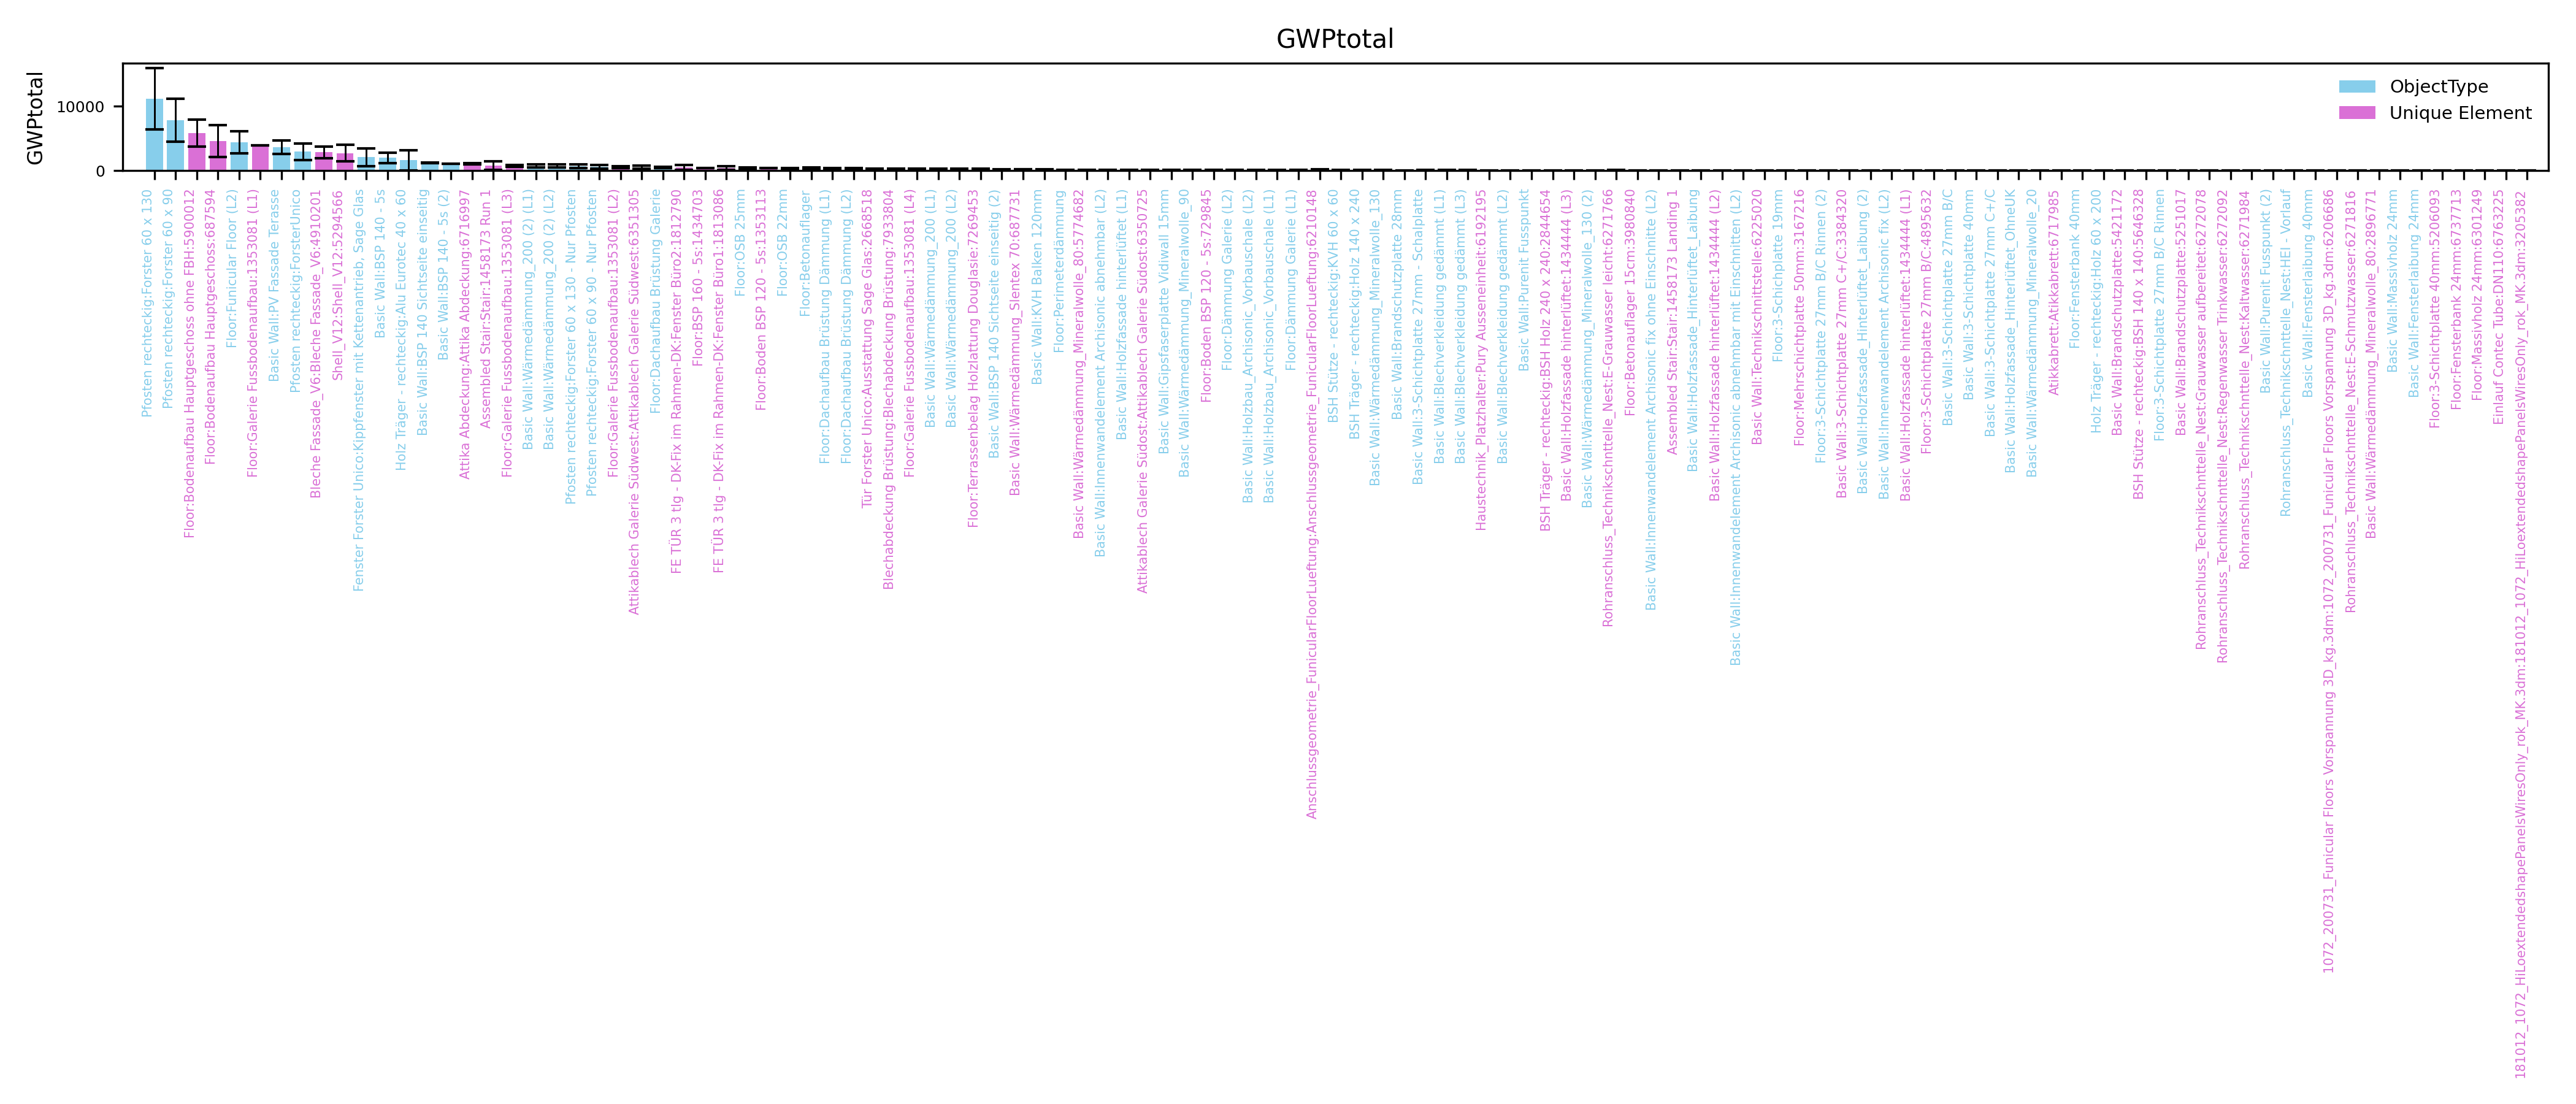 GWPtotal
GWPtotal
10000
0
ObjectType
Unique Element
Pfosten rechteckig:Forster 60 x 130
Pfosten rechteckig:Forster 60 x 90
Floor:Bodenaufbau Hauptgeschoss ohne FBH:5900012
Floor:Bodenaufbau Hauptgeschoss:687594
Floor:Funicular Floor (L2)
Floor:Galerie Fussbodenaufbau:1353081 (L1)
Basic Wall:PV Fassade Terasse
Pfosten rechteckig:ForsterUnico
Bleche Fassade_V6:Bleche Fassade_V6:4910201
Shell_V12:Shell_V12:5294566
Fenster Forster Unico:Kippfenster mit Kettenantrieb, Sage Glas
Basic Wall:BSP 140 - 5s
Holz Träger - rechteckig:Alu Eurotec 40 x 60
Basic Wall:BSP 140 Sichtseite einseitig
Basic Wall:BSP 140 - 5s (2)
Attika Abdeckung:Attika Abdeckung:6716997
Assembled Stair:Stair:1458173 Run 1
Floor:Galerie Fussbodenaufbau:1353081 (L3)
Basic Wall:Wärmedämmung_200 (2) (L1)
Basic Wall:Wärmedämmung_200 (2) (L2)
Pfosten rechteckig:Forster 60 x 130 - Nur Pfosten
Pfosten rechteckig:Forster 60 x 90 - Nur Pfosten
Floor:Galerie Fussbodenaufbau:1353081 (L2)
Attikablech Galerie Südwest:Attikablech Galerie Südwest:6351305
Floor:Dachaufbau Brüstung Galerie
FE TÜR 3 tlg - DK-Fix im Rahmen-DK:Fenster Büro2:1812790
Floor:BSP 160 - 5s:1434703
FE TÜR 3 tlg - DK-Fix im Rahmen-DK:Fenster Büro1:1813086
Floor:OSB 25mm
Floor:Boden BSP 120 - 5s:1353113
Floor:OSB 22mm
Floor:Betonauflager
Floor:Dachaufbau Brüstung Dämmung (L1)
Floor:Dachaufbau Brüstung Dämmung (L2)
Tür Forster Unico:Ausstattung Sage Glas:2668518
Blechabdeckung Brüstung:Blechabdeckung Brüstung:7933804
Floor:Galerie Fussbodenaufbau:1353081 (L4)
Basic Wall:Wärmedämmung_200 (L1)
Basic Wall:Wärmedämmung_200 (L2)
Floor:Terrassenbelag Holzlattung Douglasie:7269453
Basic Wall:BSP 140 Sichtseite einseitig (2)
Basic Wall:Wärmedämmung_Slentex 70:687731
Basic Wall:KVH Balken 120mm
Floor:Perimeterdämmung
Basic Wall:Wärmedämmung_Mineralwolle_80:5774682
Basic Wall:Innenwandelement Archisonic abnehmbar (L2)
Basic Wall:Holzfassade hinterlüftet (L1)
Attikablech Galerie Südost:Attikablech Galerie Südost:6350725
Basic Wall:Gipsfaserplatte Vidiwall 15mm
Basic Wall:Wärmedämmung_Mineralwolle_90
Floor:Boden BSP 120 - 5s:729845
Floor:Dämmung Galerie (L2)
Basic Wall:Holzbau_Archisonic_Vorbauschale (L2)
Basic Wall:Holzbau_Archisonic_Vorbauschale (L1)
Floor:Dämmung Galerie (L1)
Anschlussgeometrie_FunicularFloorLueftung:Anschlussgeometrie_FunicularFloorLueftung:6210148
BSH Stütze - rechteckig:KVH 60 x 60
BSH Träger - rechteckig:Holz 140 x 240
Basic Wall:Wärmedämmung_Mineralwolle_130
Basic Wall:Brandschutzplatte 28mm
Basic Wall:3-Schichtplatte 27mm - Schalplatte
Basic Wall:Blechverkleidung gedämmt (L1)
Basic Wall:Blechverkleidung gedämmt (L3)
Haustechnik_Platzhalter:Pury Ausseneinheit:6192195
Basic Wall:Blechverkleidung gedämmt (L2)
Basic Wall:Purenit Fusspunkt
BSH Träger - rechteckig:BSH Holz 240 x 240:2844654
Basic Wall:Holzfassade hinterlüftet:1434444 (L3)
Basic Wall:Wärmedämmung_Mineralwolle_130 (2)
Rohranschluss_Technikschnttelle_Nest:E-Grauwasser leicht:6271766
Floor:Betonauflager 15cm:3980840
Basic Wall:Innenwandelement Archisonic fix ohne Einschnitte (L2)
Assembled Stair:Stair:1458173 Landing 1
Basic Wall:Holzfassade_Hinterlüftet_Laibung
Basic Wall:Holzfassade hinterlüftet:1434444 (L2)
Basic Wall:Innenwandelement Archisonic abnehmbar mit Einschnitten (L2)
Basic Wall:Technikschnittstelle:6225020
Floor:3-Schichplatte 19mm
Floor:Mehrschichtplatte 50mm:3167216
Floor:3-Schichtplatte 27mm B/C Rinnen (2)
Basic Wall:3-Schichtplatte 27mm C+/C:3384320
Basic Wall:Holzfassade_Hinterlüftet_Laibung (2)
Basic Wall:Innenwandelement Archisonic fix (L2)
Basic Wall:Holzfassade hinterlüftet:1434444 (L1)
Floor:3-Schichtplatte 27mm B/C:4895632
Basic Wall:3-Schichtplatte 27mm B/C
Basic Wall:3-Schichtplatte 40mm
Basic Wall:3-Schichtplatte 27mm C+/C
Basic Wall:Holzfassade_Hinterlüftet_OhneUK
Basic Wall:Wärmedämmung_Mineralwolle_20
Atikkabrett:Atikkabrett:6717985
Floor:Fensterbank 40mm
Holz Träger - rechteckig:Holz 60 x 200
Basic Wall:Brandschutzplatte:5421172
BSH Stütze - rechteckig:BSH 140 x 140:5646328
Floor:3-Schichtplatte 27mm B/C Rinnen
Basic Wall:Brandschutzplatte:5251017
Rohranschluss_Technikschnttelle_Nest:Grauwasser aufbereitet:6272078
Rohranschluss_Technikschnttelle_Nest:Regenwasser Trinkwasser:6272092
Rohranschluss_Technikschnttelle_Nest:Kaltwasser:6271984
Basic Wall:Purenit Fusspunkt (2)
Rohranschluss_Technikschnttelle_Nest:HEI - Vorlauf
Basic Wall:Fensterlaibung 40mm
1072_200731_Funicular Floors Vorspannung 3D_kg.3dm:1072_200731_Funicular Floors Vorspannung 3D_kg.3dm:6206686
Rohranschluss_Technikschnttelle_Nest:E-Schmutzwasser:6271816
Basic Wall:Wärmedämmung_Mineralwolle_80:2896771
Basic Wall:Massivholz 24mm
Basic Wall:Fensterlaibung 24mm
Floor:3-Schichtplatte 40mm:5206093
Floor:Fensterbank 24mm:6737713
Floor:Massivholz 24mm:6301249
Einlauf Contec Tube:DN110:6763225
181012_1072_HiLoextendedshapePanelsWiresOnly_rok_MK.3dm:181012_1072_HiLoextendedshapePanelsWiresOnly_rok_MK.3dm:3205382